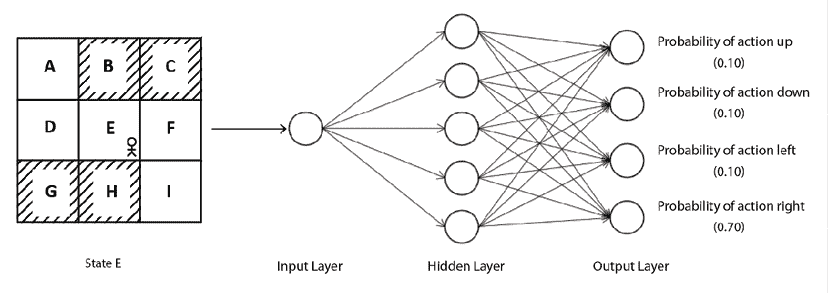 A B C
D E F
G H I
State E
Input Layer
Hidden Layer
Output Layer
Probability of action up
(0.10)
Probability of action down
(0.10)
Probability of action left
(0.10)
Probability of action right
(0.70)